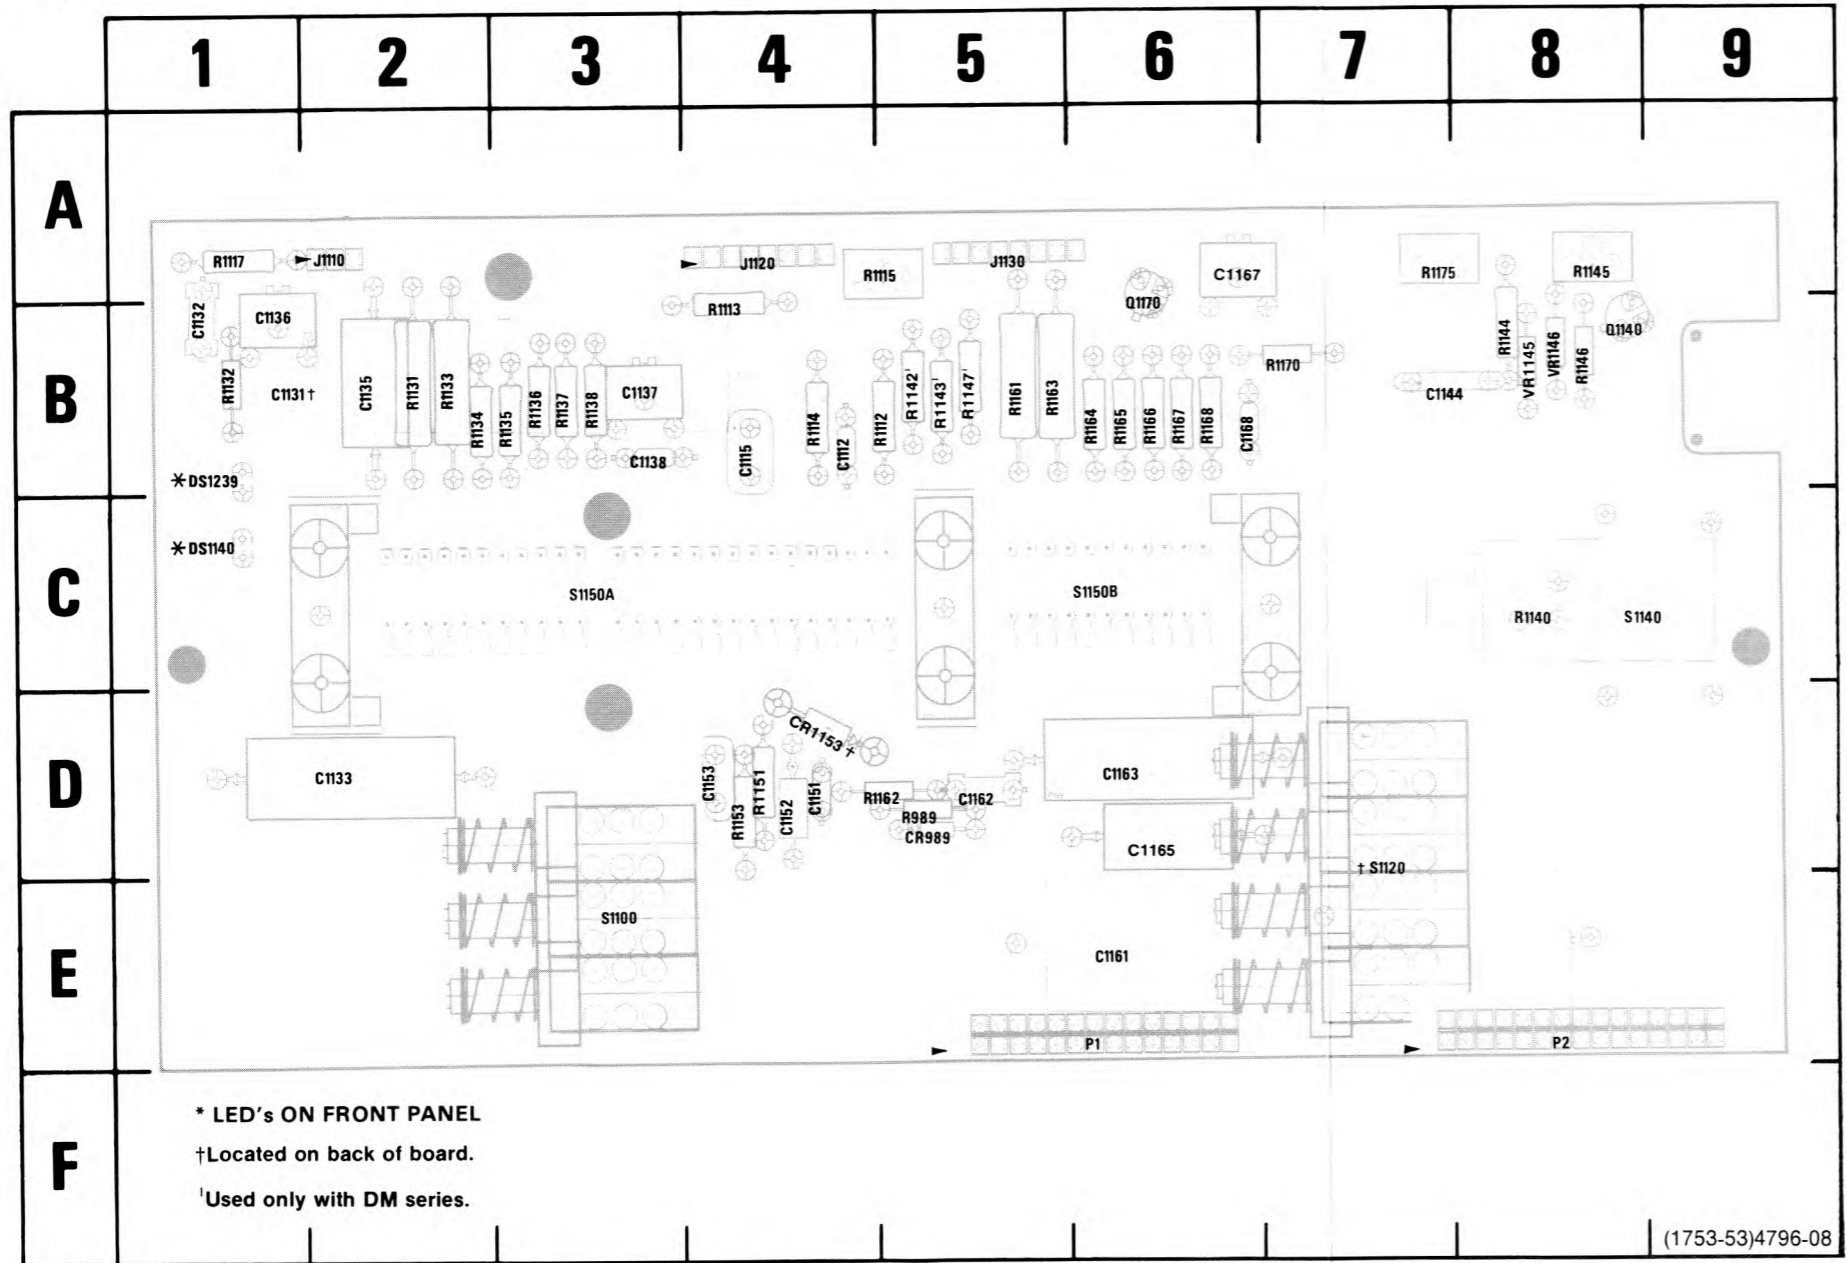 1 2 3 4 5 6 7 8 9
A
R1117
J1110
J1120
R1115
J1130
C1167
R1175
R1145
Q1170
C1132
C1136
R1113
R1144
VR1145
VR1146
R1146
Q1140
B
R1132
C1131†
C1135
R1131
R1133
R1134
R1135
R1136
R1137
R1138
C1137
C1138
C1115
R1114
C1112
R1112
R1142¹
R1143¹
R1147¹
R1161
R1163
R1164
R1165
R1166
R1167
R1168
C1168
R1170
C1144
*DS1239
C
*DS1140
S1150A
S1150B
R1140
S1140
D
C1133
CR1153†
C1153
R1153
R1151
C1152
C1151
R1162
C1162
R989
CR989
C1163
C1165
†S1120
E
S1100
C1161
P1
P2
F
* LED's ON FRONT PANEL
†Located on back of board.
¹Used only with DM series.
(1753-53)4796-08